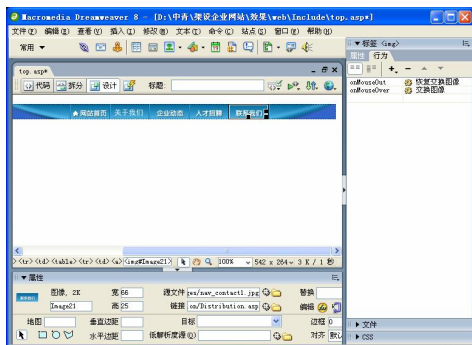 Macromedia Dreamweaver 8 - [D:\中青\架设企业网站\效果\web\Include\top.asp*]
文件(F) 编辑(E) 查看(V) 插入(I) 修改(M) 文本(T) 命令(C) 站点(S) 窗口(W) 帮助(H)
常用
标签 <img>
属性 行为
onMouseOut 恢复交换图像
onMouseOver 交换图像
top.asp*
代码 拆分 设计 标题:
网站首页 关于我们 企业动态 人才招聘 联系我们
<tr> <td> <table> <tr> <td> <a> <img#Image21> 100% 542 x 264 3 K / 1 秒
属性
图像, 2K 宽 66 源文件 es/nav_contact1.jpg 替换
Image21 高 25 链接 on/Distribution.asp 编辑
地图 垂直边距 目标 边框 0
水平边距 低解析度源(O) 对齐 默认
文件
CSS